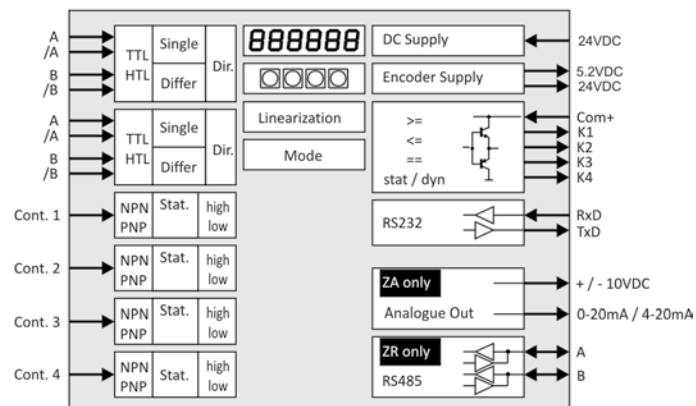 A
/A
B
/B
TTL
HTL
Single
Differ
Dir.
888888
DC Supply
24VDC
Encoder Supply
5.2VDC
24VDC
A
/A
B
/B
TTL
HTL
Single
Differ
Dir.
Linearization
Mode
>=
<=
==
stat / dyn
Com+
K1
K2
K3
K4
Cont. 1
NPN
PNP
Stat.
high
low
RS232
RxD
TxD
Cont. 2
NPN
PNP
Stat.
high
low
ZA only
Analogue Out
+ / - 10VDC
0-20mA / 4-20mA
Cont. 3
NPN
PNP
Stat.
high
low
Cont. 4
NPN
PNP
Stat.
high
low
ZR only
RS485
A
B